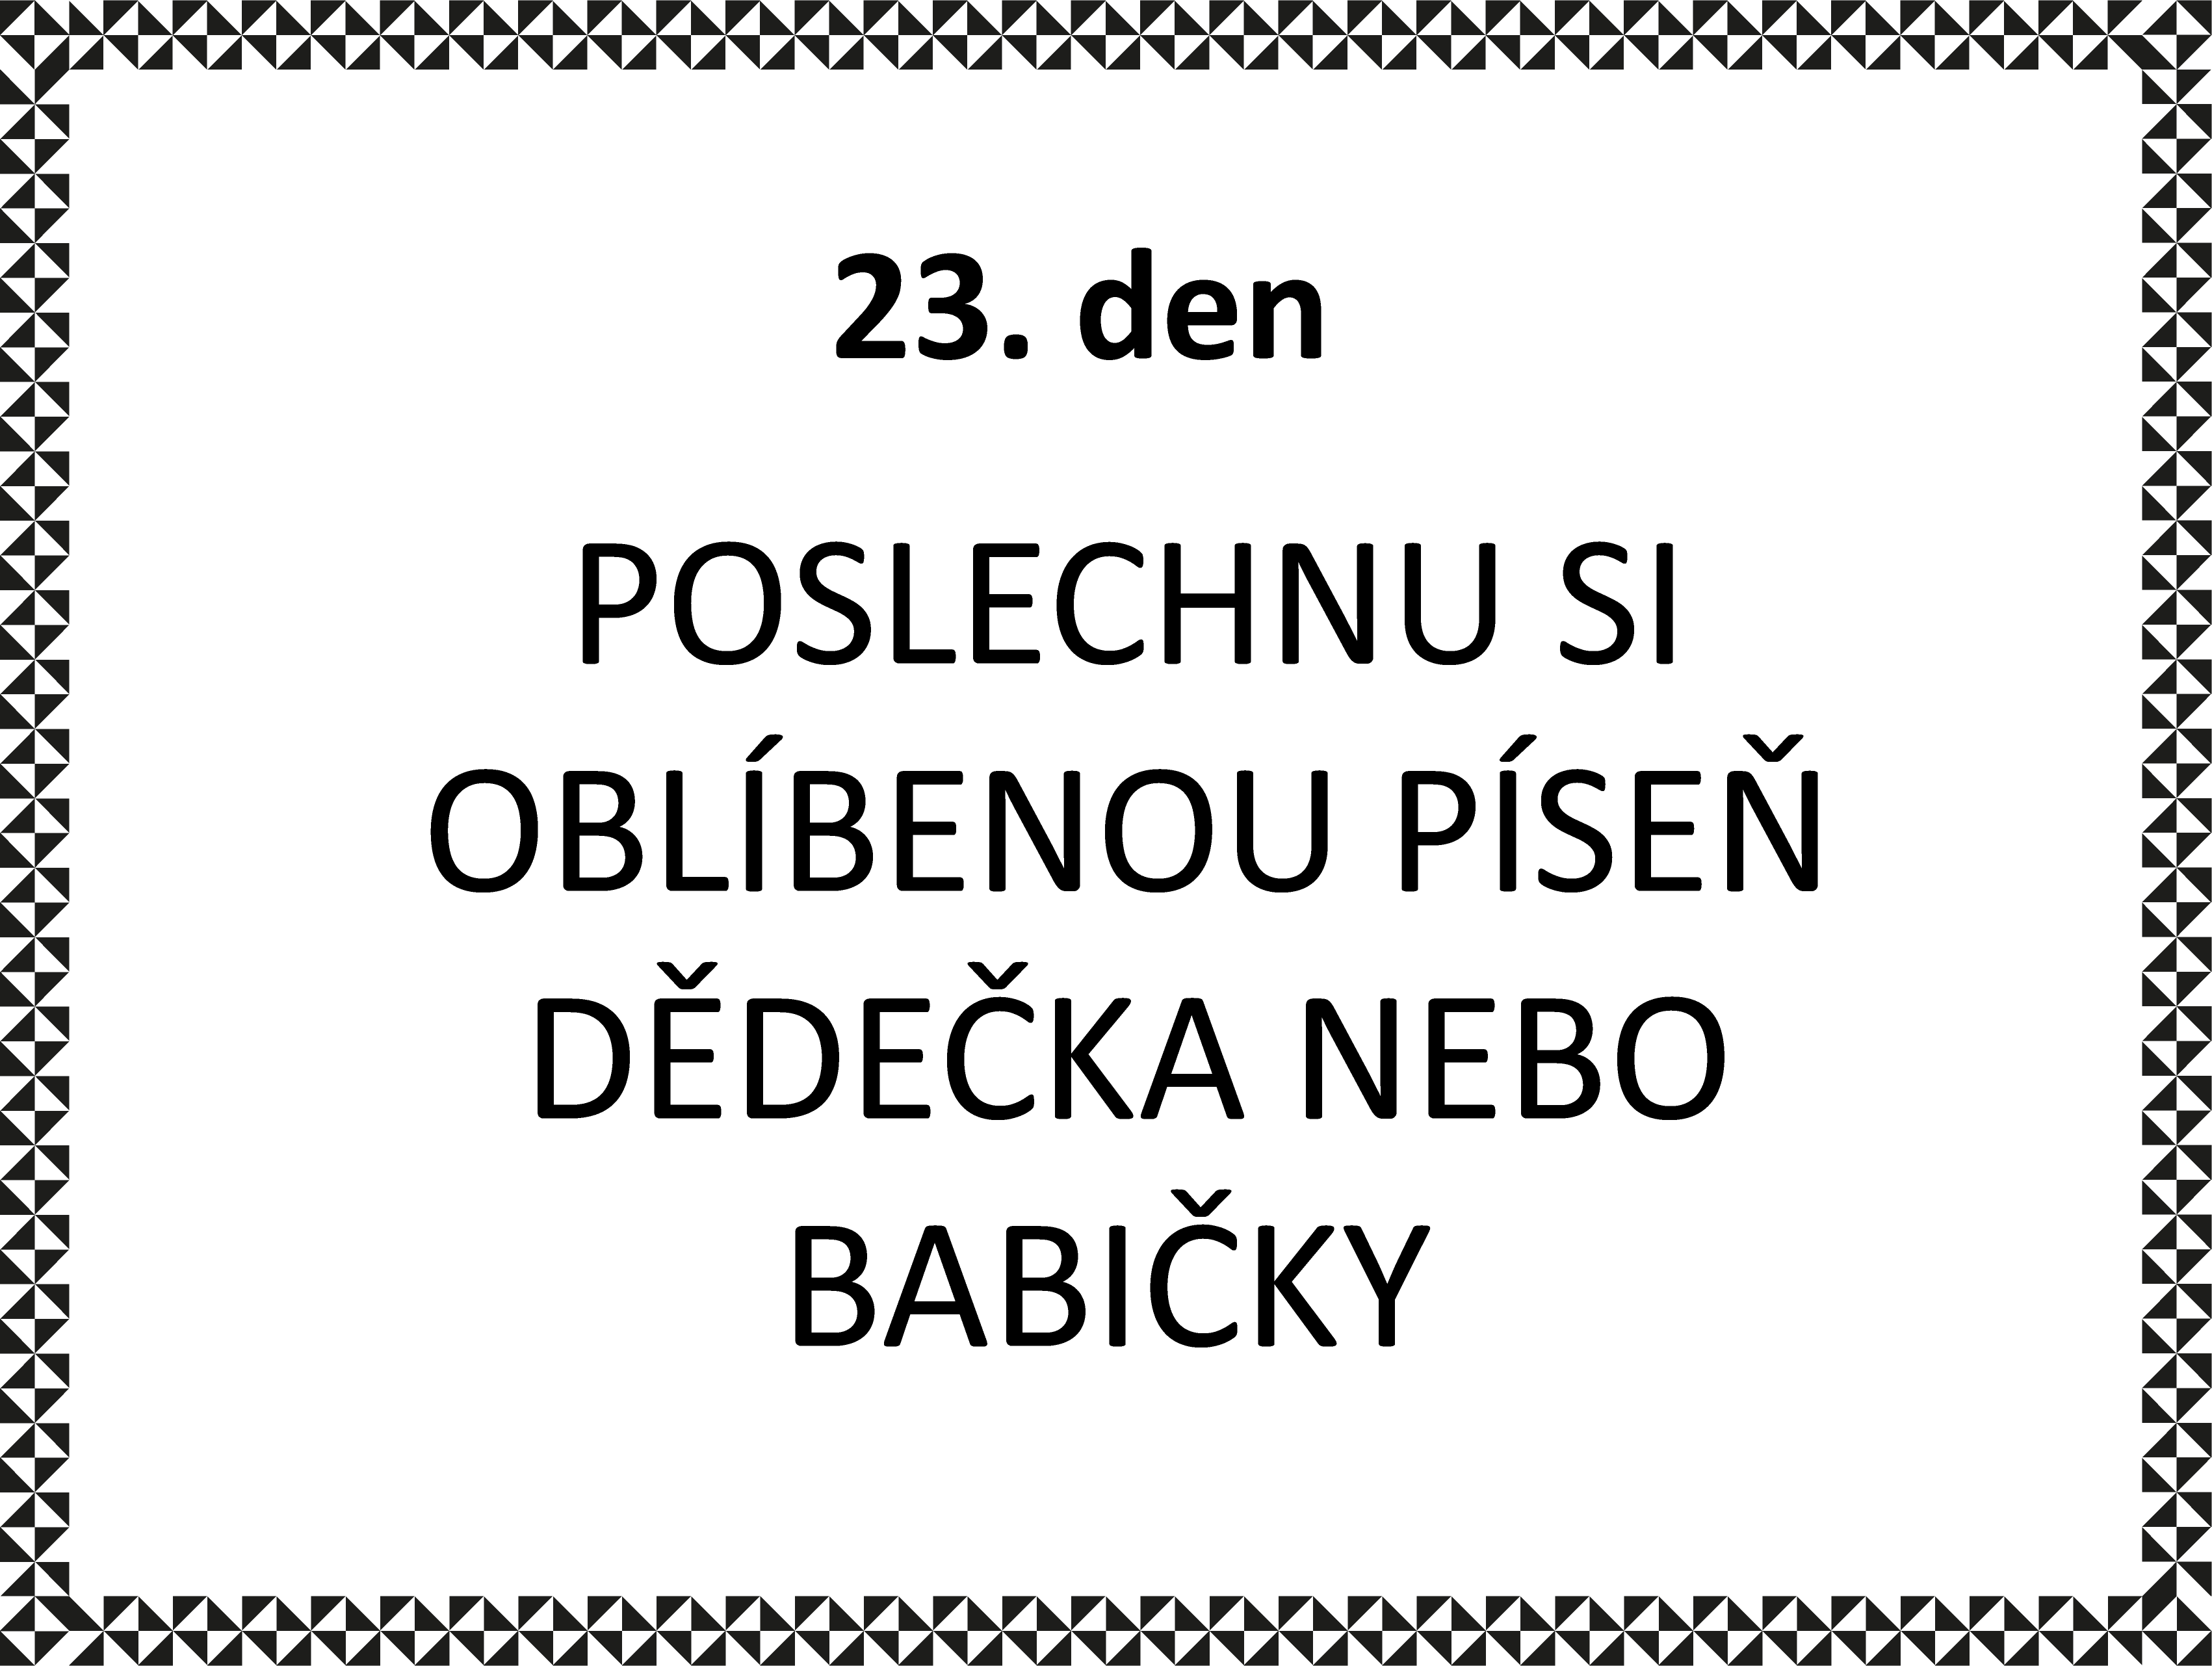 23. den
POSLECHNU SI
OBLÍBENOU PÍSEŇ
DĚDEČKA NEBO
BABIČKY